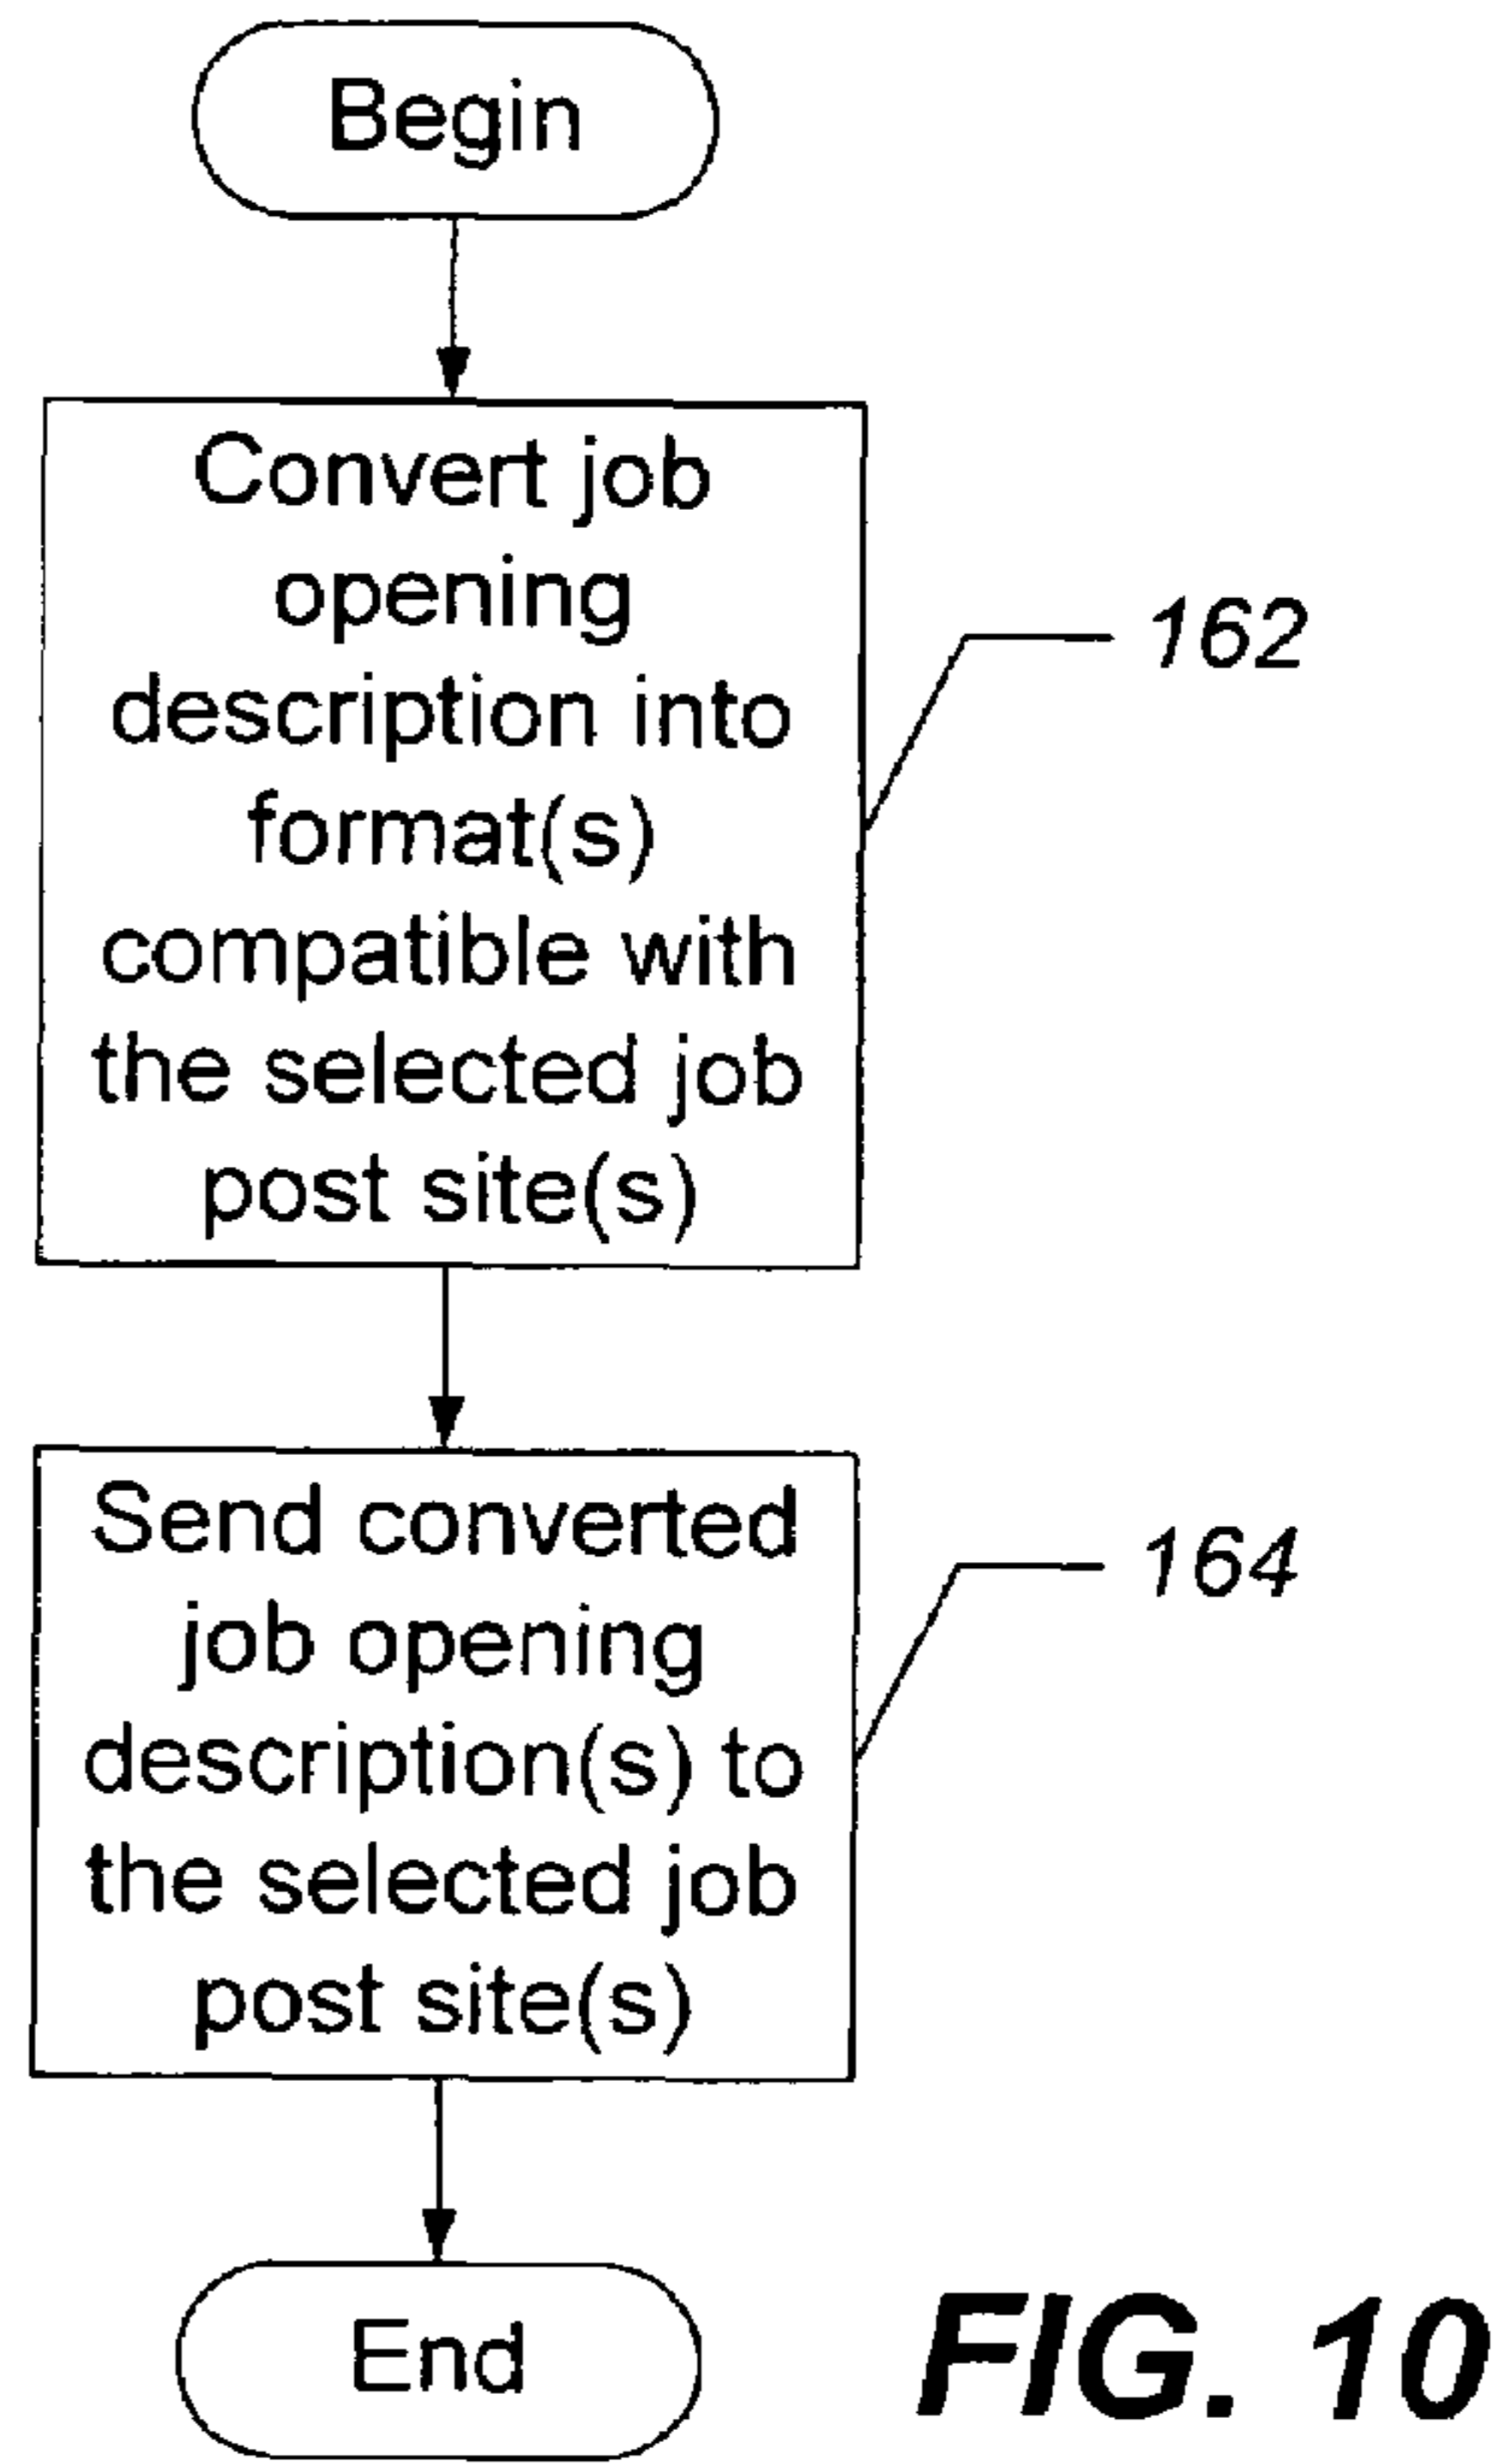 Begin
Convert job
opening
description into
format(s)
compatible with
the selected job
post site(s)
162
Send converted
job opening
description(s) to
the selected job
post site(s)
164
End
FIG. 10